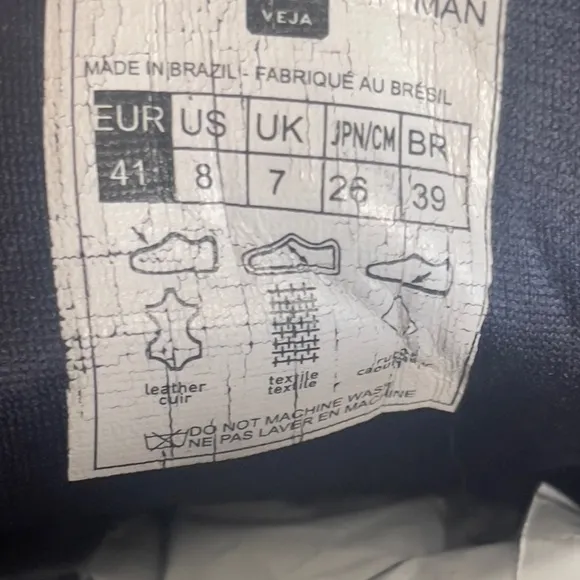 VEJA
MAN
MADE IN BRAZIL - FABRIQUÉ AU BRÉSIL
EUR US UK JPN/CM BR
41 8 7 26 39
leather
cuir
textile
textile
DO NOT MACHINE WASH
NE PAS LAVER EN MACHINE